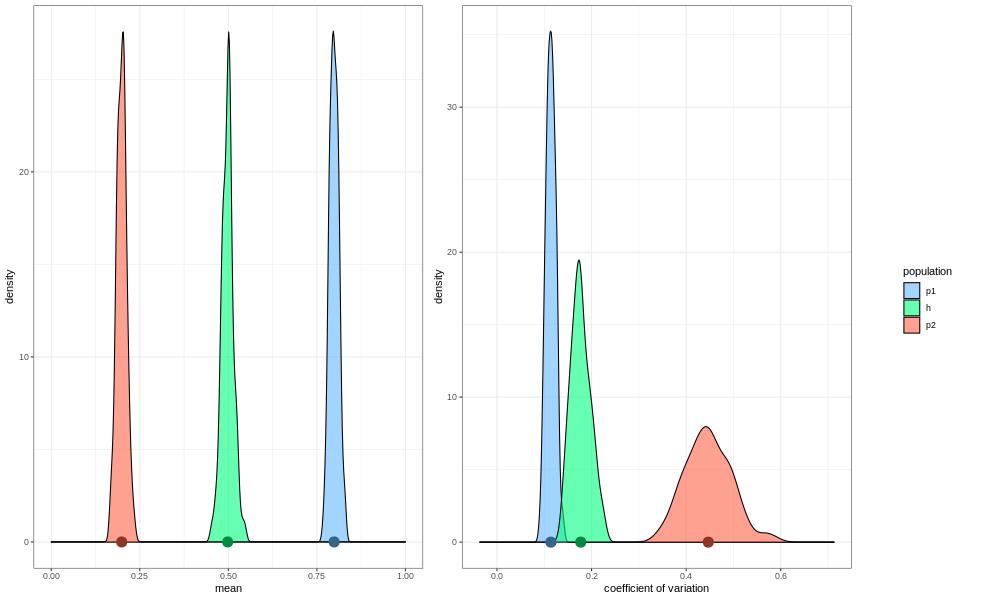 density
20
10
0
0.00 0.25 0.50 0.75 1.00
mean
density
30
20
10
0
0.0 0.2 0.4 0.6
coefficient of variation
population
p1
h
p2